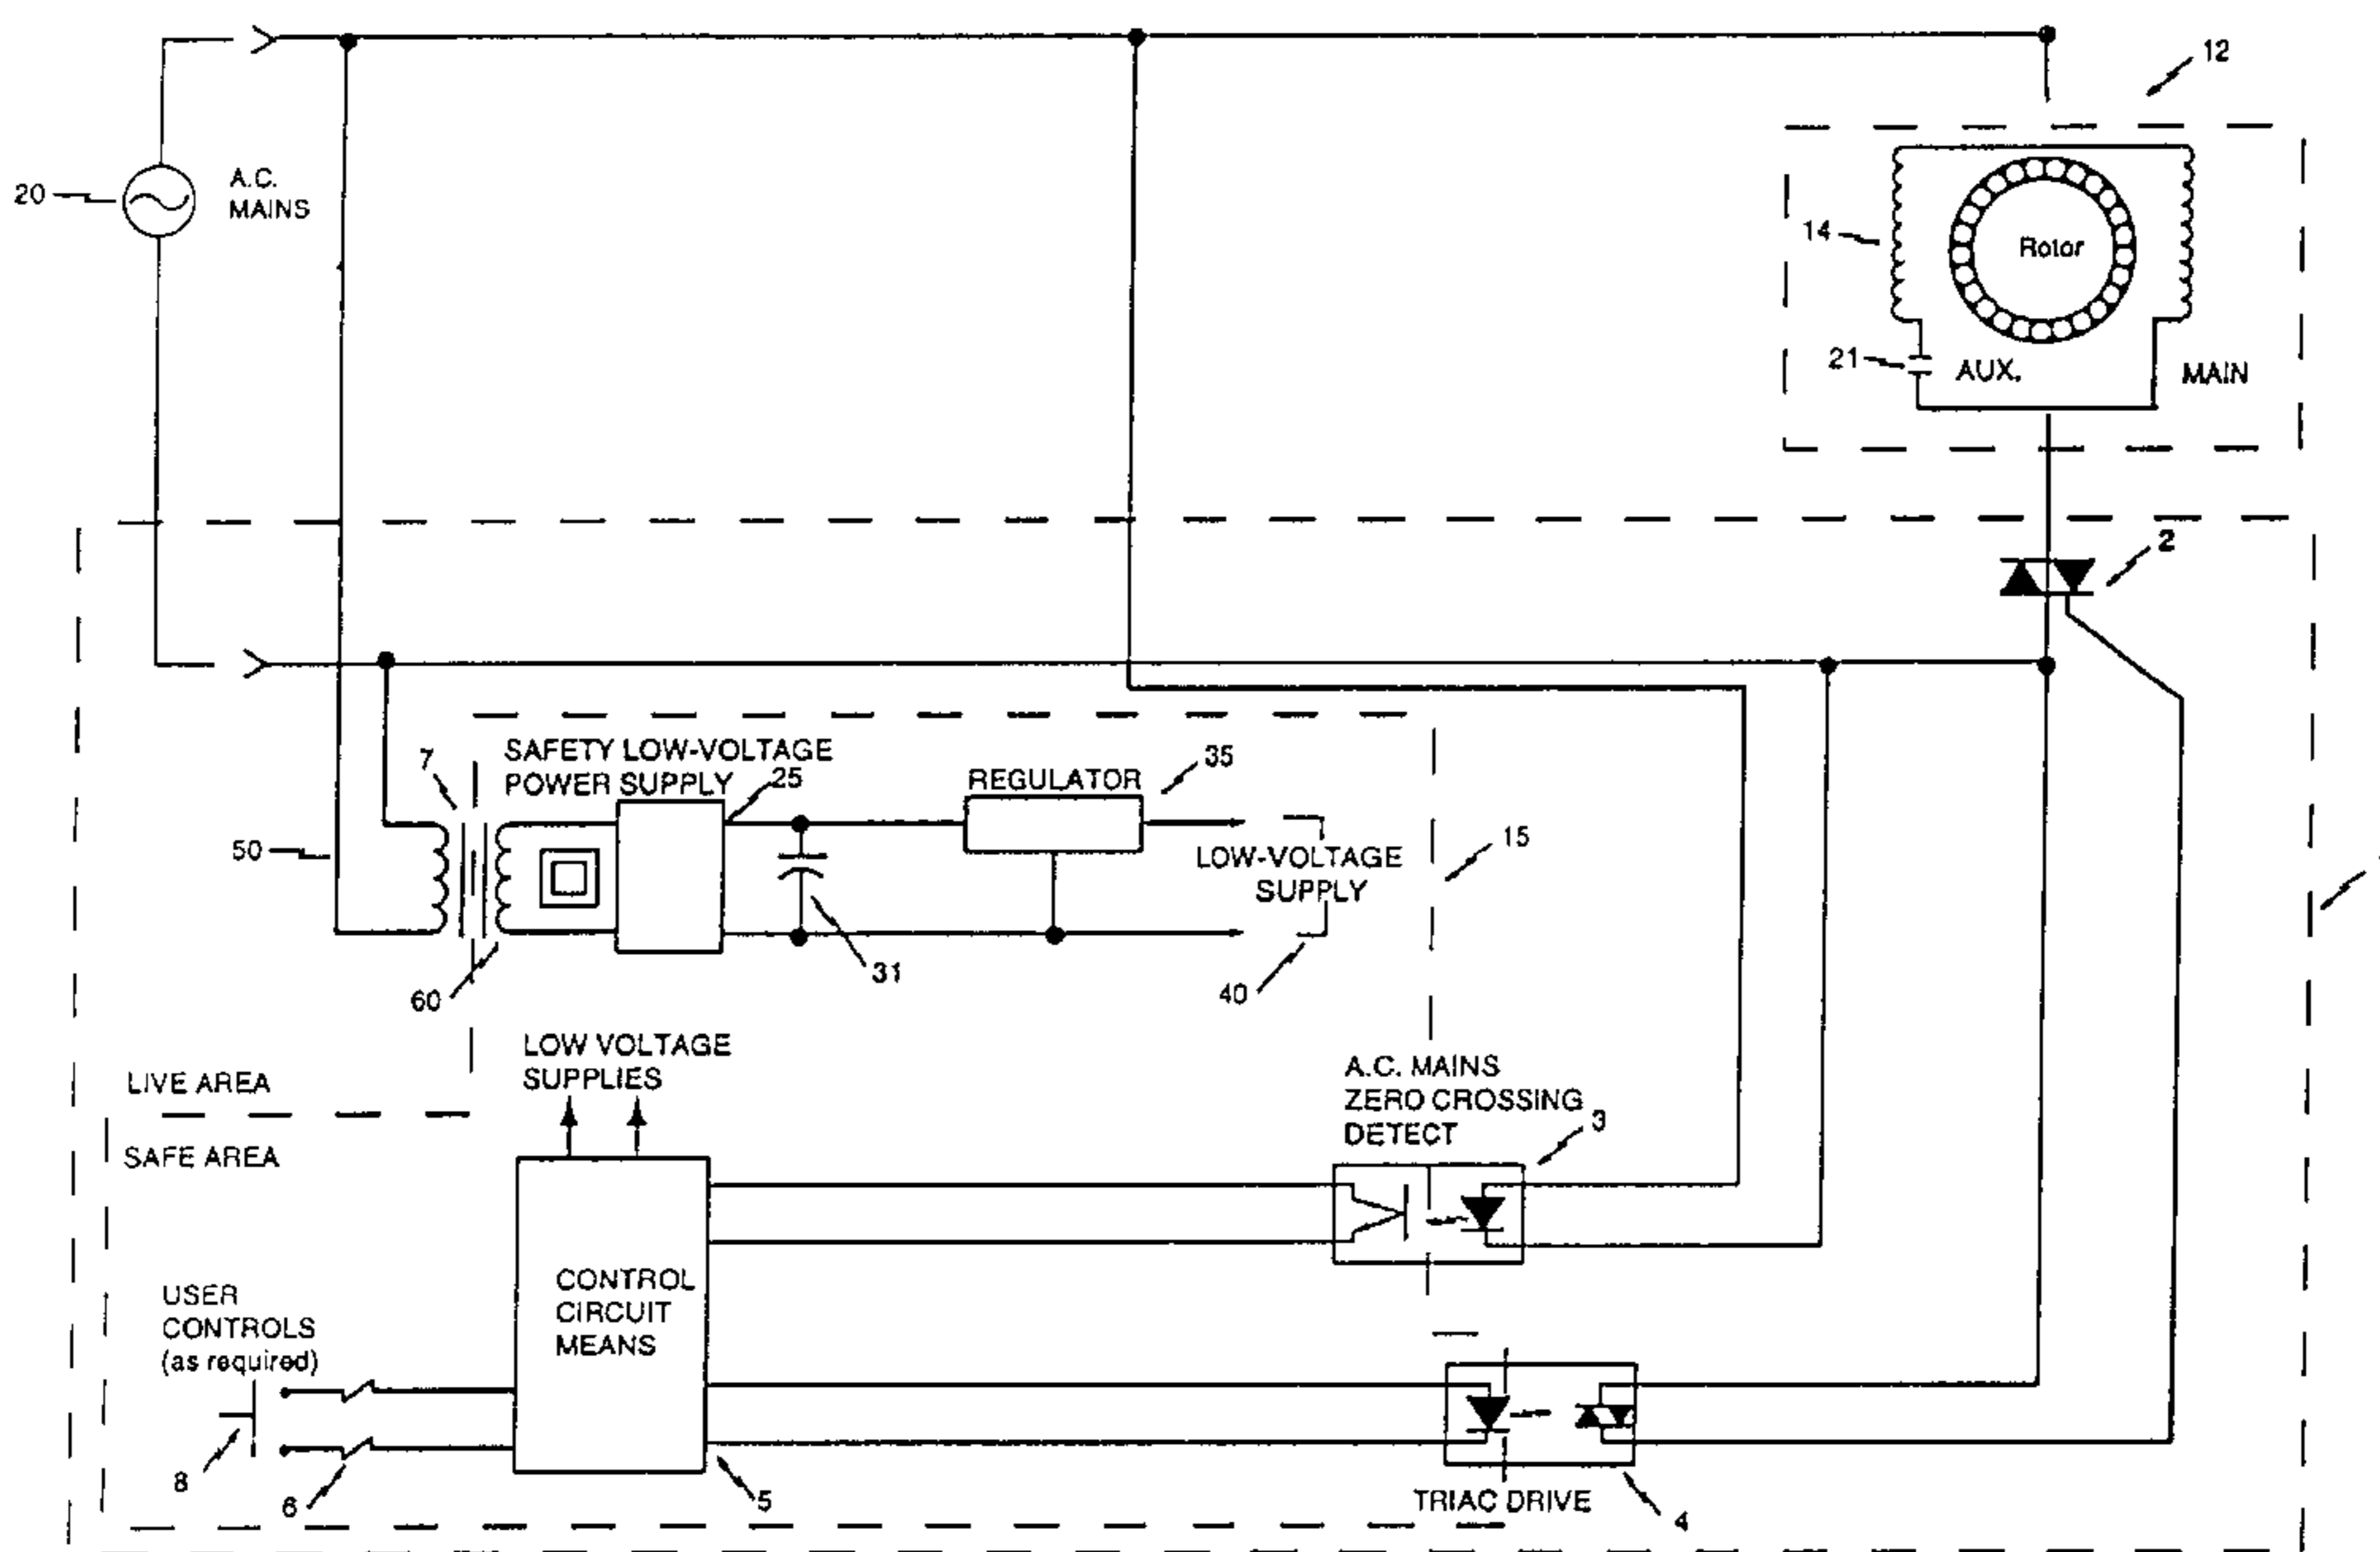 12
20
A.C.
MAINS
14
Rotor
21
AUX.
MAIN
2
7
SAFETY LOW-VOLTAGE
POWER SUPPLY
25
REGULATOR
35
50
LOW-VOLTAGE
SUPPLY
15
31
60
40
LOW VOLTAGE
SUPPLIES
LIVE AREA
SAFE AREA
A.C. MAINS
ZERO CROSSING
DETECT
3
USER
CONTROLS
(as required)
CONTROL
CIRCUIT
MEANS
8
6
5
TRIAC DRIVE
4